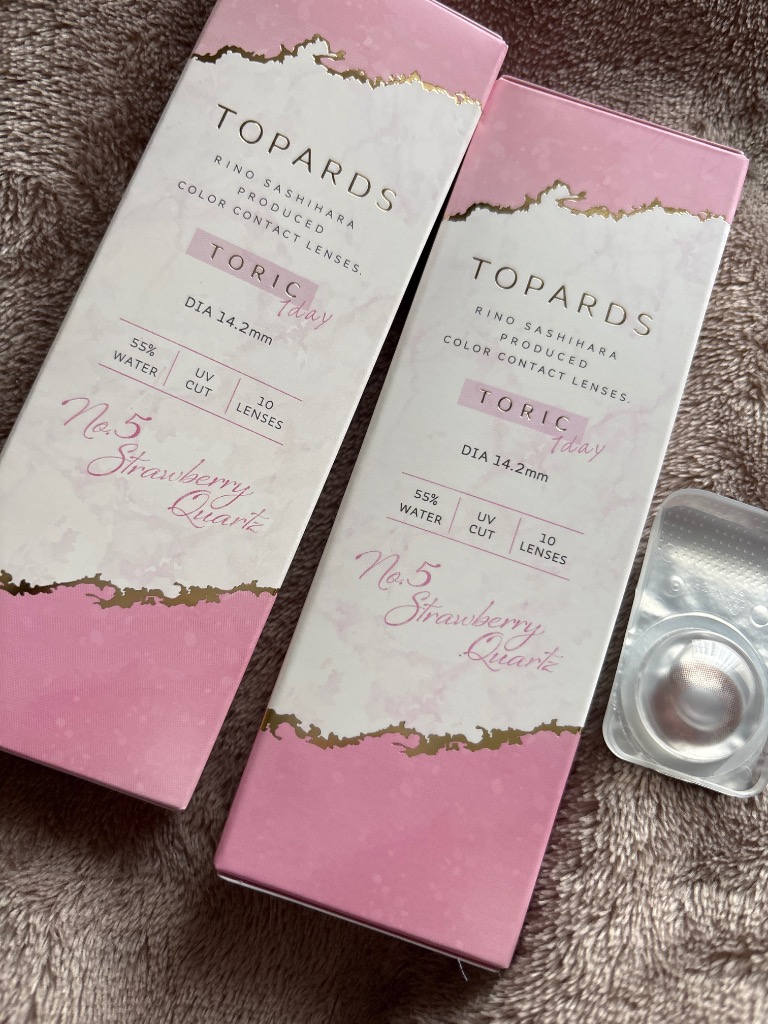 TOPARDS
RINO SASHIHARA
PRODUCED
COLOR CONTACT LENSES.
TORIC
1day
DIA 14.2mm
55%
WATER
UV
CUT
10
LENSES
No.5
Strawberry
Quartz
TOPARDS
RINO SASHIHARA
PRODUCED
COLOR CONTACT LENSES.
TORIC
1day
DIA 14.2mm
55%
WATER
UV
CUT
10
LENSES
No.5
Strawberry
Quartz